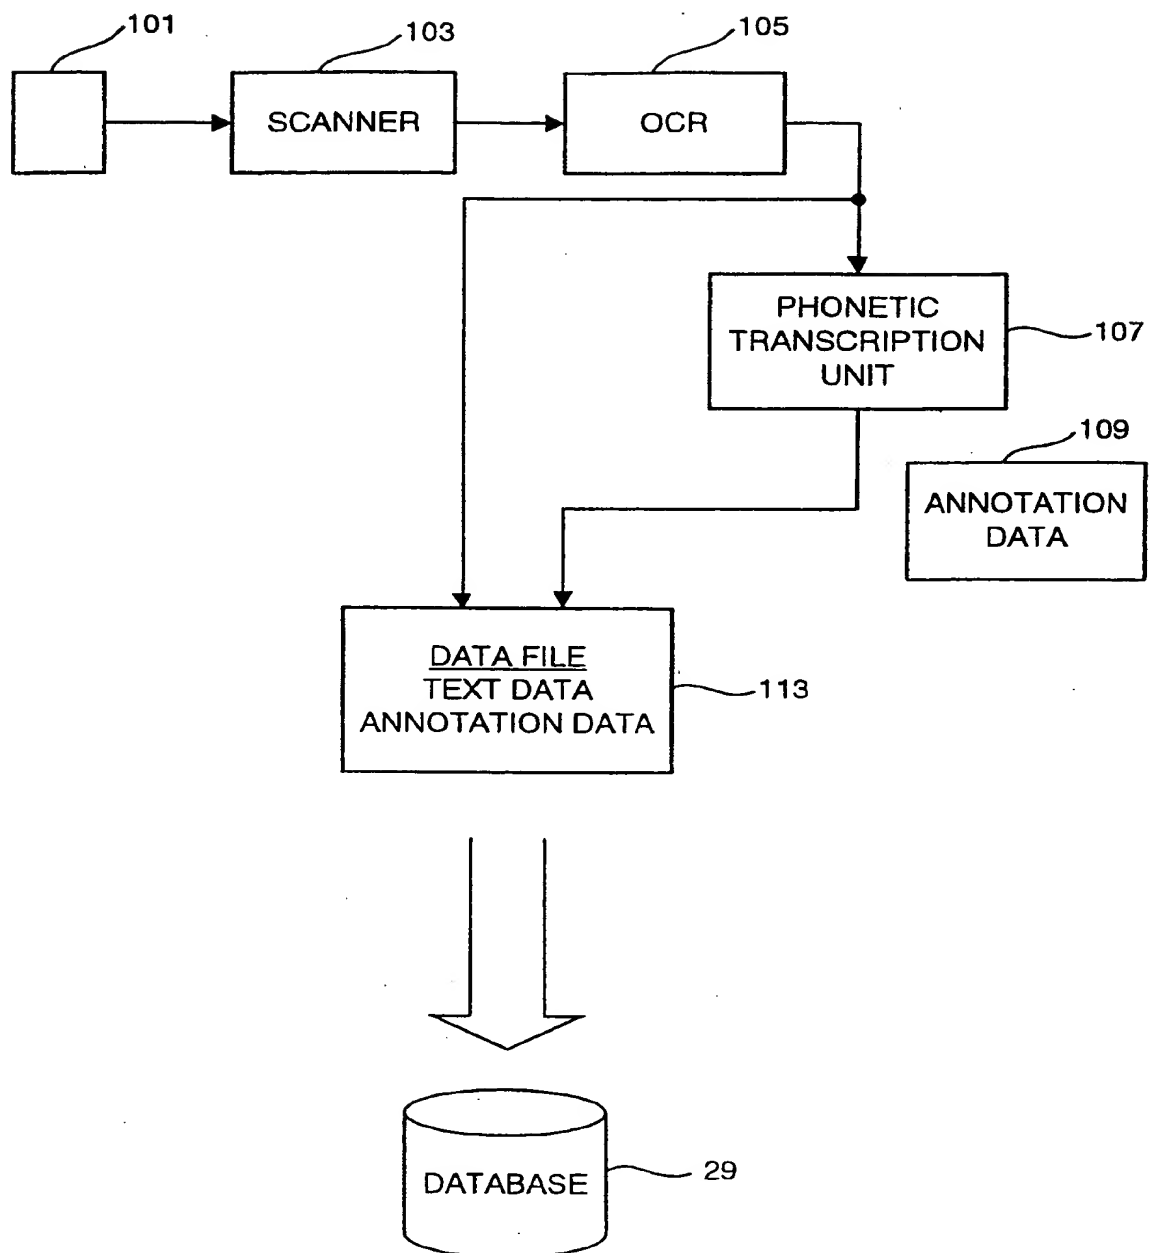 101
103
105
SCANNER
OCR
PHONETIC
TRANSCRIPTION
UNIT
107
109
ANNOTATION
DATA
DATA FILE
TEXT DATA
ANNOTATION DATA
113
DATABASE
29